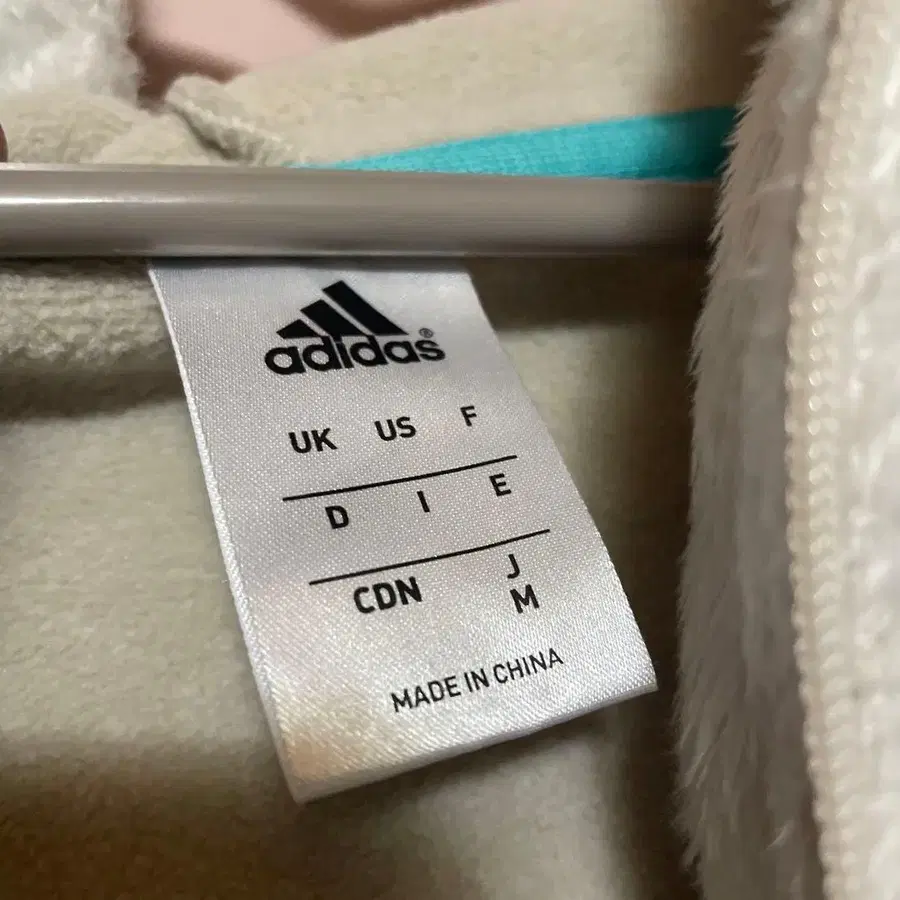 adidas®
UK US F
D I E
CDN J
M
MADE IN CHINA